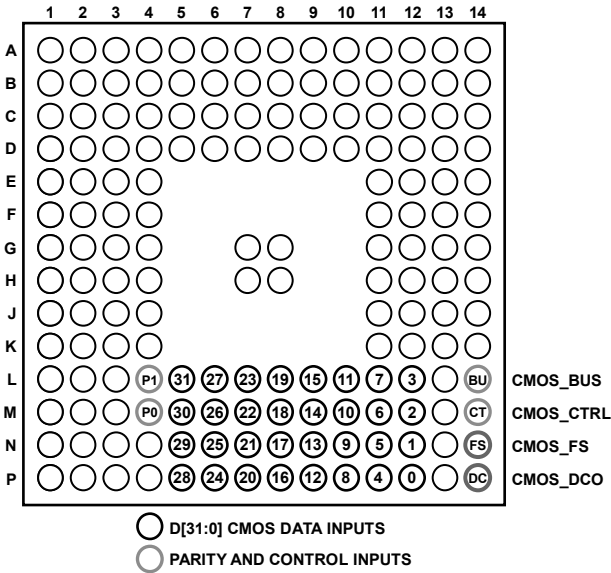 1 2 3 4 5 6 7 8 9 10 11 12 13 14
A
B
C
D
E
F
G
H
J
K
L P1 31 27 23 19 15 11 7 3 BU CMOS_BUS
M P0 30 26 22 18 14 10 6 2 CT CMOS_CTRL
N 29 25 21 17 13 9 5 1 FS CMOS_FS
P 28 24 20 16 12 8 4 0 DC CMOS_DCO
D[31:0] CMOS DATA INPUTS
PARITY AND CONTROL INPUTS